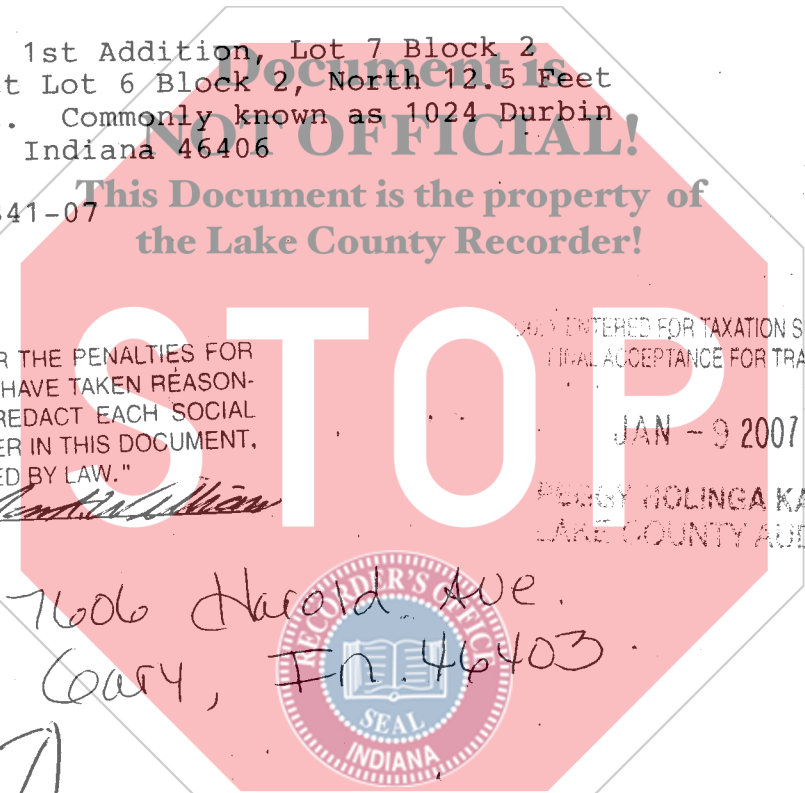 1st Addition, Lot 7 Block 2
t Lot 6 Block 2, North 12.5 Feet
. Commonly known as 1024 Durbin
Indiana 46406
Document is
NOT OFFICIAL!
This Document is the property of
the Lake County Recorder!
341-07
STOP
R THE PENALTIES FOR
HAVE TAKEN REASON-
REDACT EACH SOCIAL
ER IN THIS DOCUMENT,
ED BY LAW."
ENTERED FOR TAXATION S
FINAL ACCEPTANCE FOR TRA
JAN - 9 2007
PEGGY HOLINGA KA
LAKE COUNTY AUD
7606 Harold Ave.
Gary, In. 46403
RECORDER'S OFFICE
SEAL
INDIANA